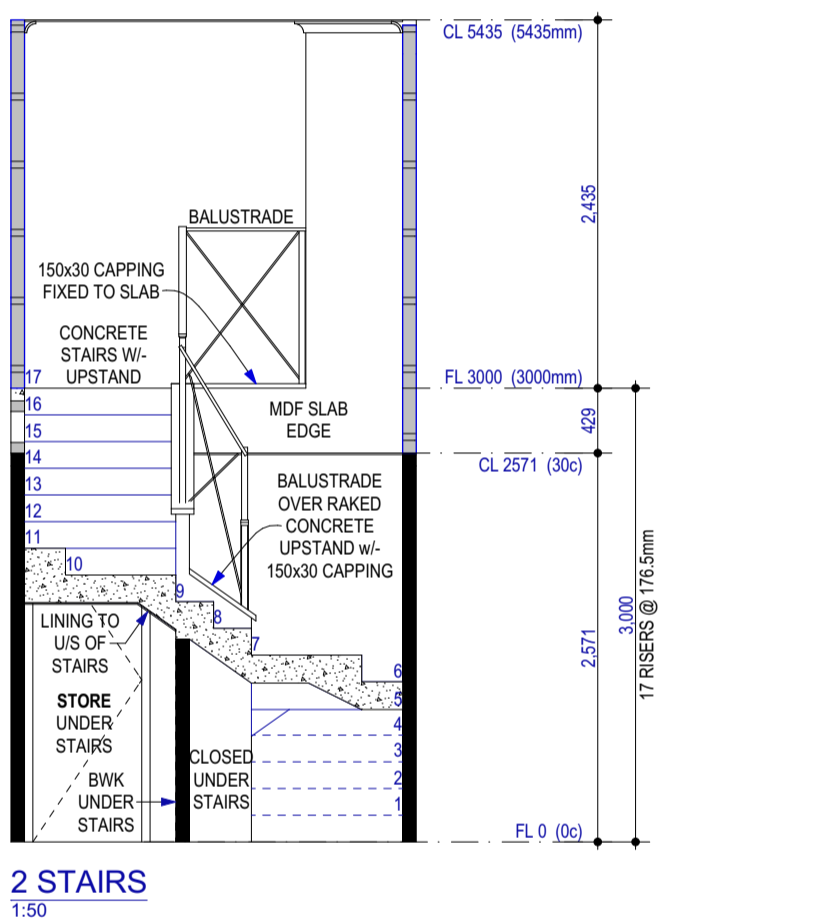 CL 5435 (5435mm)
2,435
BALUSTRADE
150x30 CAPPING
FIXED TO SLAB
CONCRETE
STAIRS W/-
UPSTAND
FL 3000 (3000mm)
429
MDF SLAB
EDGE
CL 2571 (30c)
BALUSTRADE
OVER RAKED
CONCRETE
UPSTAND w/-
150x30 CAPPING
17
16
15
14
13
12
11
10
9
8
7
6
5
4
3
2
1
2,571
3,000
17 RISERS @ 176.5mm
LINING TO
U/S OF
STAIRS
STORE
UNDER
STAIRS
BWK
UNDER
STAIRS
CLOSED
UNDER
STAIRS
FL 0 (0c)
2 STAIRS
1:50